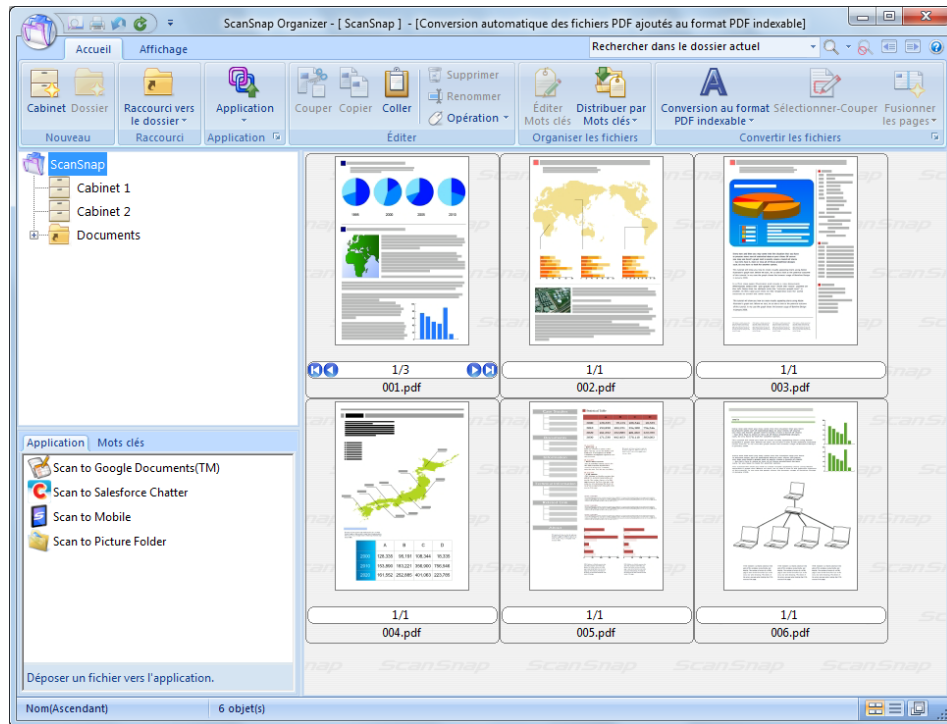 ScanSnap Organizer - [ ScanSnap ] - [Conversion automatique des fichiers PDF ajoutés au format PDF indexable]
Accueil Affichage
Rechercher dans le dossier actuel
Cabinet Dossier
Nouveau
Raccourci vers
le dossier
Raccourci
Application
Application
Couper Copier Coller
Supprimer
Renommer
Opération
Éditer
Éditer
Mots clés
Distribuer par
Mots clés
Organiser les fichiers
Conversion au format
PDF indexable
Sélectionner-Couper
Fusionner
les pages
Convertir les fichiers
ScanSnap
Cabinet 1
Cabinet 2
Documents
Application Mots clés
Scan to Google Documents(TM)
Scan to Salesforce Chatter
Scan to Mobile
Scan to Picture Folder
Déposer un fichier vers l'application.
1/3
001.pdf
1/1
002.pdf
1/1
003.pdf
1/1
004.pdf
1/1
005.pdf
1/1
006.pdf
ScanSnap ScanSnap ScanSnap
Nom(Ascendant)
6 objet(s)